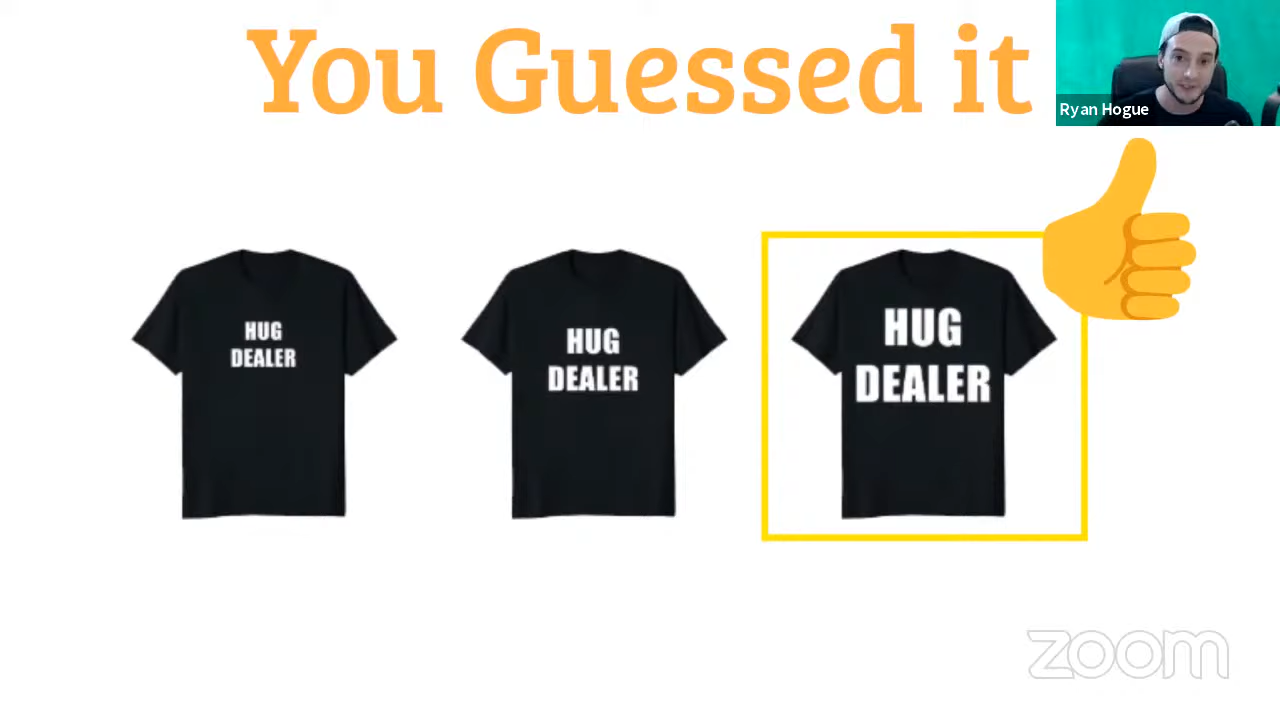 You Guessed it
Ryan Hogue
HUG
DEALER
HUG
DEALER
HUG
DEALER
zoom